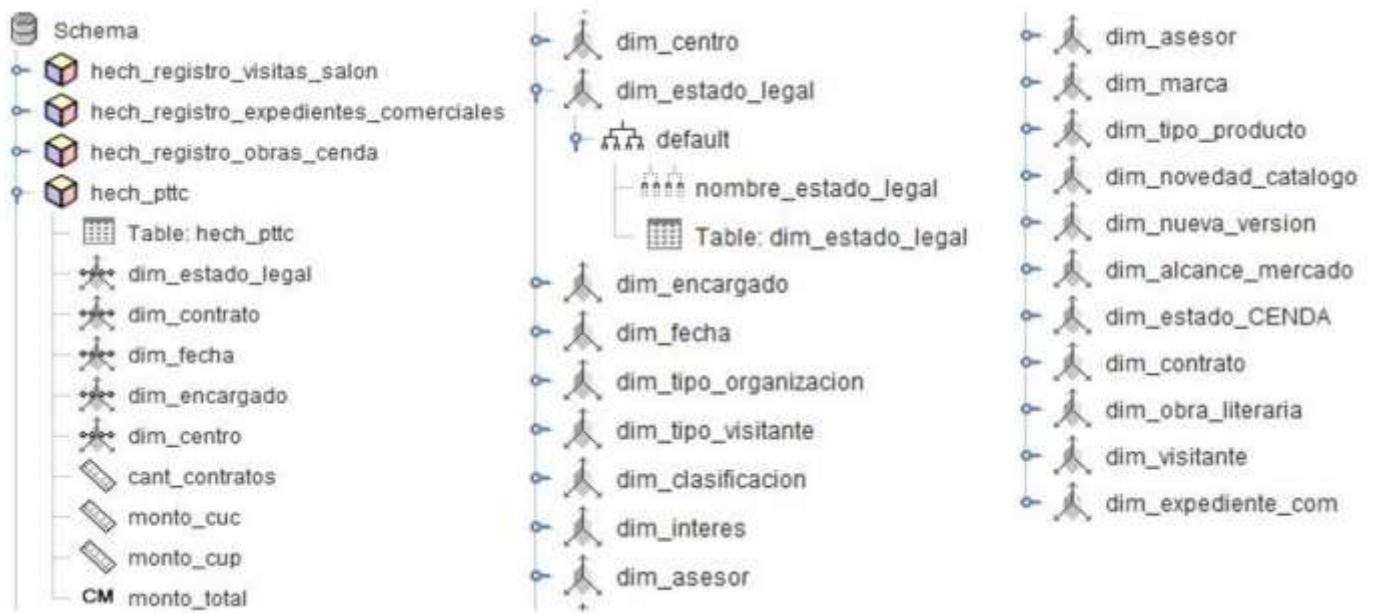 Schema
hech_registro_visitas_salon
hech_registro_expedientes_comerciales
hech_registro_obras_cenda
hech_pttc
Table: hech_pttc
dim_estado_legal
dim_contrato
dim_fecha
dim_encargado
dim_centro
cant_contratos
monto_cuc
monto_cup
CM monto_total
dim_centro
dim_estado_legal
default
nombre_estado_legal
Table: dim_estado_legal
dim_encargado
dim_fecha
dim_tipo_organizacion
dim_tipo_visitante
dim_clasificacion
dim_interes
dim_asesor
dim_asesor
dim_marca
dim_tipo_producto
dim_novedad_catalogo
dim_nueva_version
dim_alcance_mercado
dim_estado_CENDA
dim_contrato
dim_obra_literaria
dim_visitante
dim_expediente_com